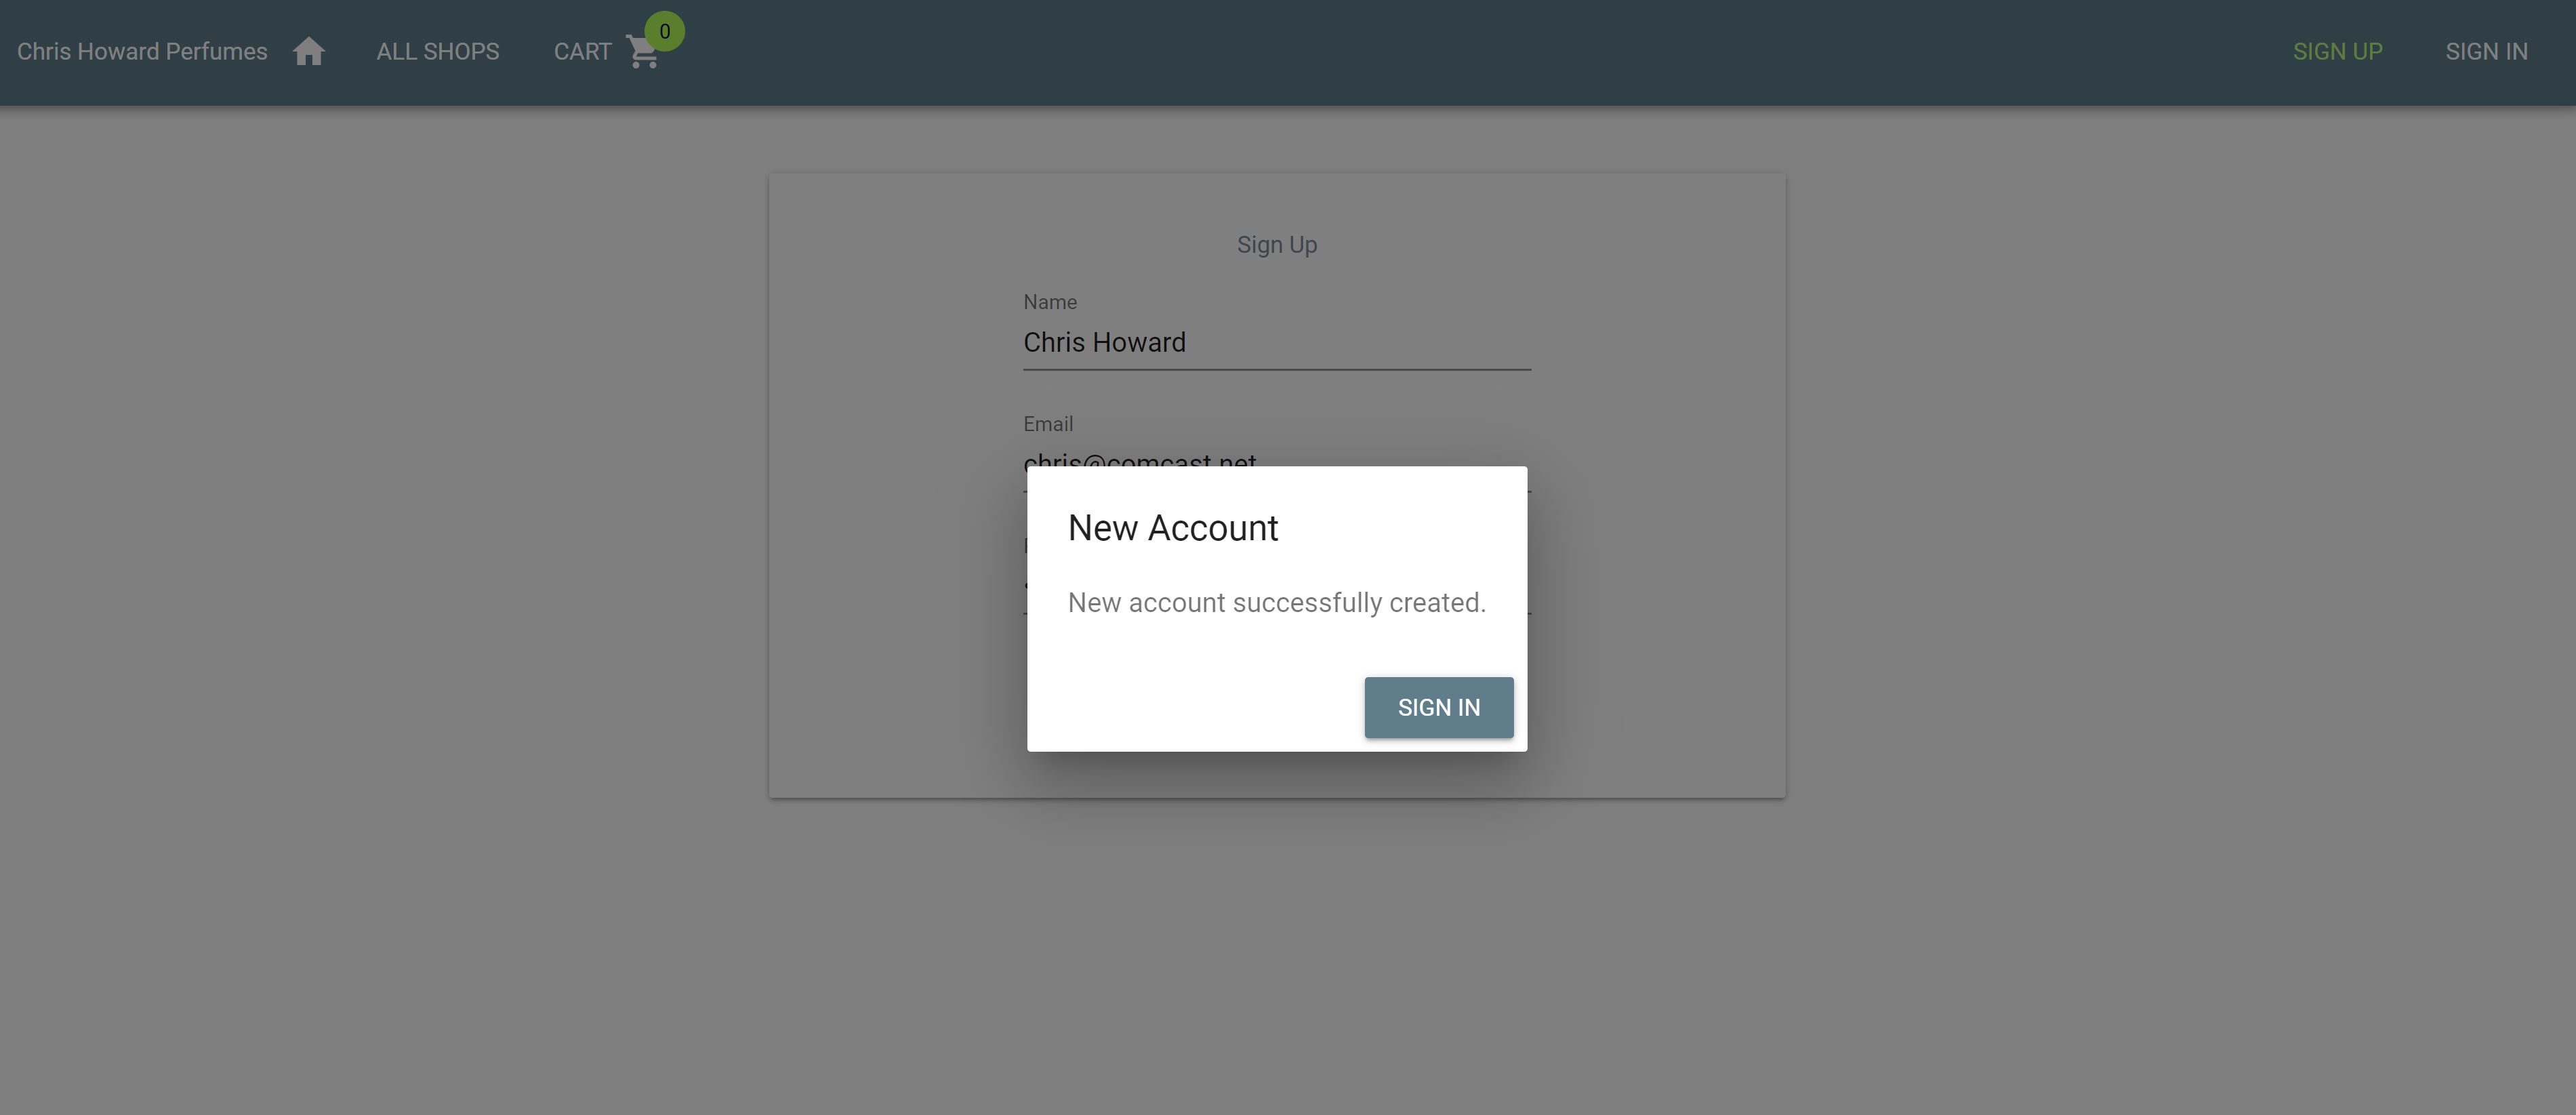 Chris Howard Perfumes ALL SHOPS CART 0 SIGN UP SIGN IN
Sign Up
Name
Chris Howard
Email
chris@comcast.net
New Account
New account successfully created.
SIGN IN